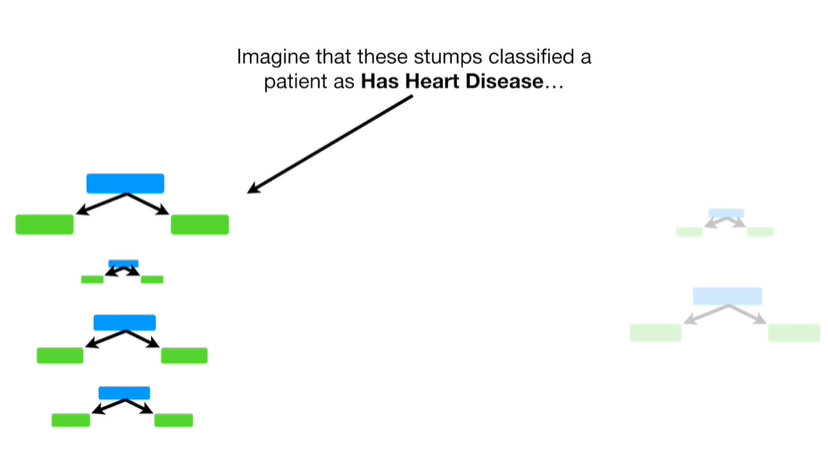 Imagine that these stumps classified a
patient as Has Heart Disease…